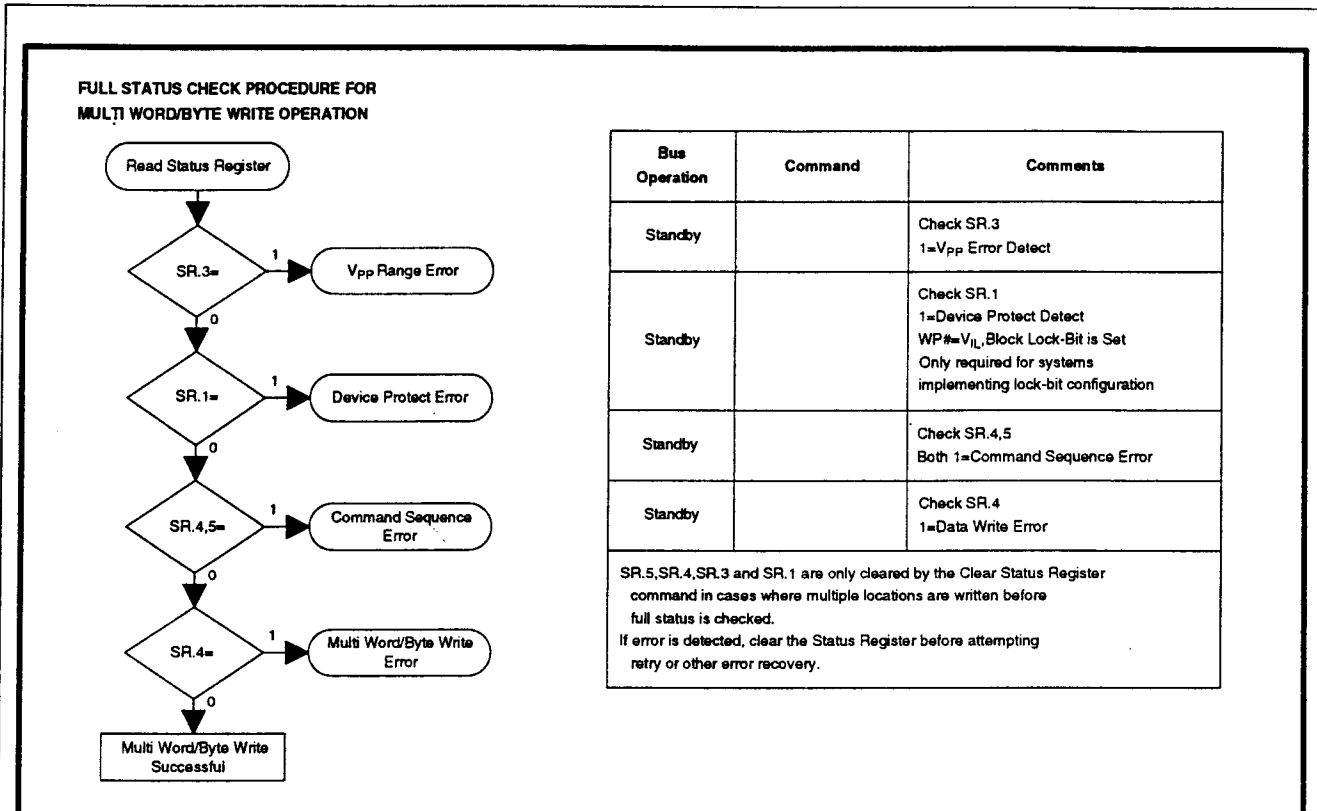 FULL STATUS CHECK PROCEDURE FOR
MULTI WORD/BYTE WRITE OPERATION
Read Status Register
SR.3=
1
VPP Range Error
0
SR.1=
1
Device Protect Error
0
SR.4,5=
1
Command Sequence
Error
0
SR.4=
1
Multi Word/Byte Write
Error
0
Multi Word/Byte Write
Successful
Bus
Operation
Command
Comments
Standby
Check SR.3
1=VPP Error Detect
Standby
Check SR.1
1=Device Protect Detect
WP#=VIL,Block Lock-Bit is Set
Only required for systems
implementing lock-bit configuration
Standby
Check SR.4,5
Both 1=Command Sequence Error
Standby
Check SR.4
1=Data Write Error
SR.5,SR.4,SR.3 and SR.1 are only cleared by the Clear Status Register
command in cases where multiple locations are written before
full status is checked.
If error is detected, clear the Status Register before attempting
retry or other error recovery.